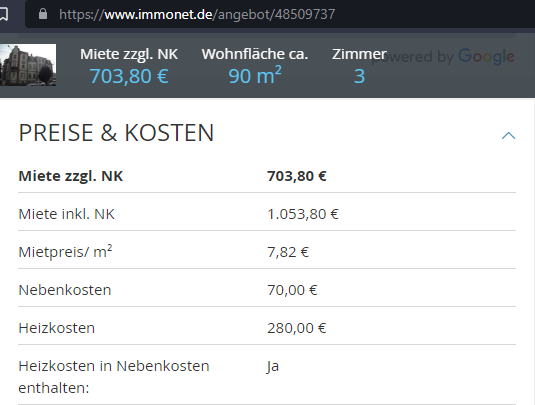 https://www.immonet.de/angebot/48509737
Miete zzgl. NK Wohnfläche ca. Zimmer
powered by Google
703,80 € 90 m² 3
PREISE & KOSTEN
Miete zzgl. NK 703,80 €
Miete inkl. NK 1.053,80 €
Mietpreis/ m² 7,82 €
Nebenkosten 70,00 €
Heizkosten 280,00 €
Heizkosten in Nebenkosten Ja
enthalten: